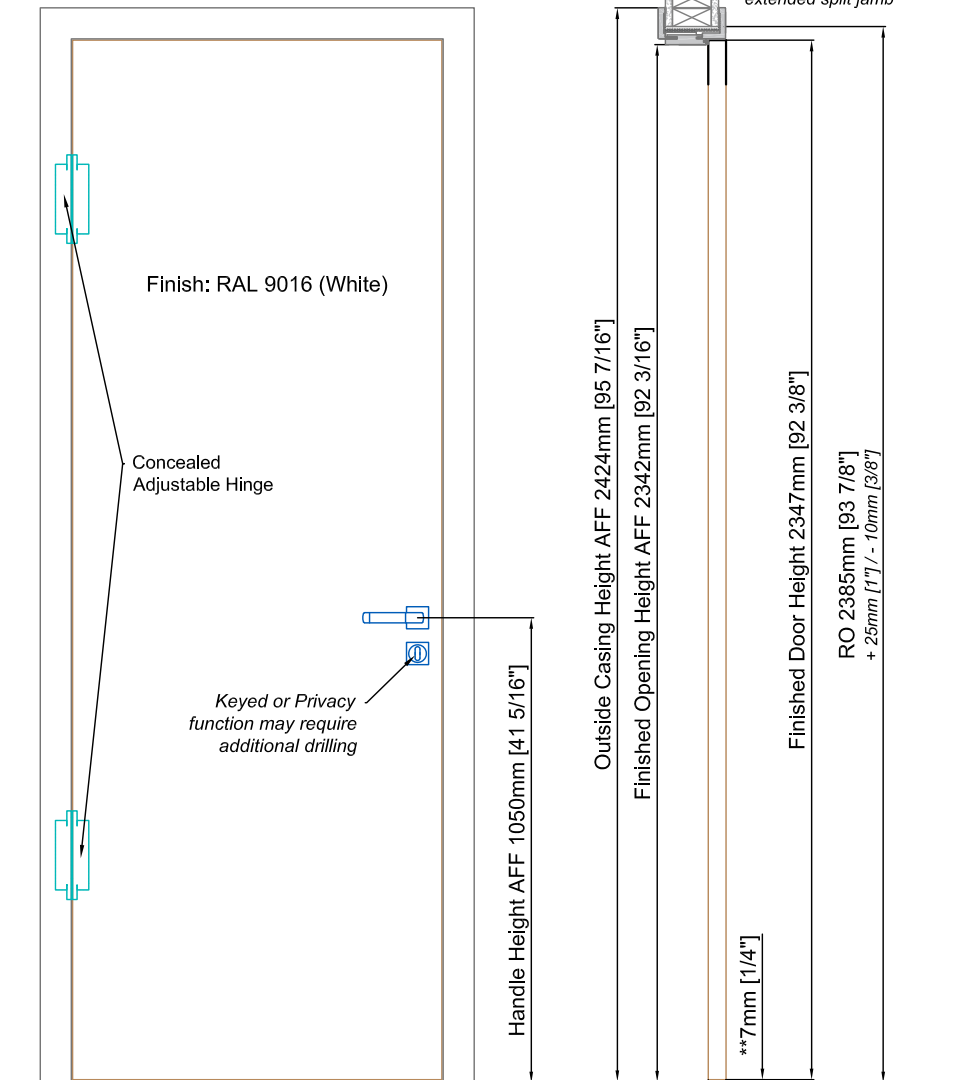 extended split jamb
Finish: RAL 9016 (White)
Concealed
Adjustable Hinge
Keyed or Privacy
function may require
additional drilling
Handle Height AFF 1050mm [41 5/16"]
Outside Casing Height AFF 2424mm [95 7/16"]
Finished Opening Height AFF 2342mm [92 3/16"]
**7mm [1/4"]
Finished Door Height 2347mm [92 3/8"]
RO 2385mm [93 7/8"]
+ 25mm [1"] / - 10mm [3/8"]